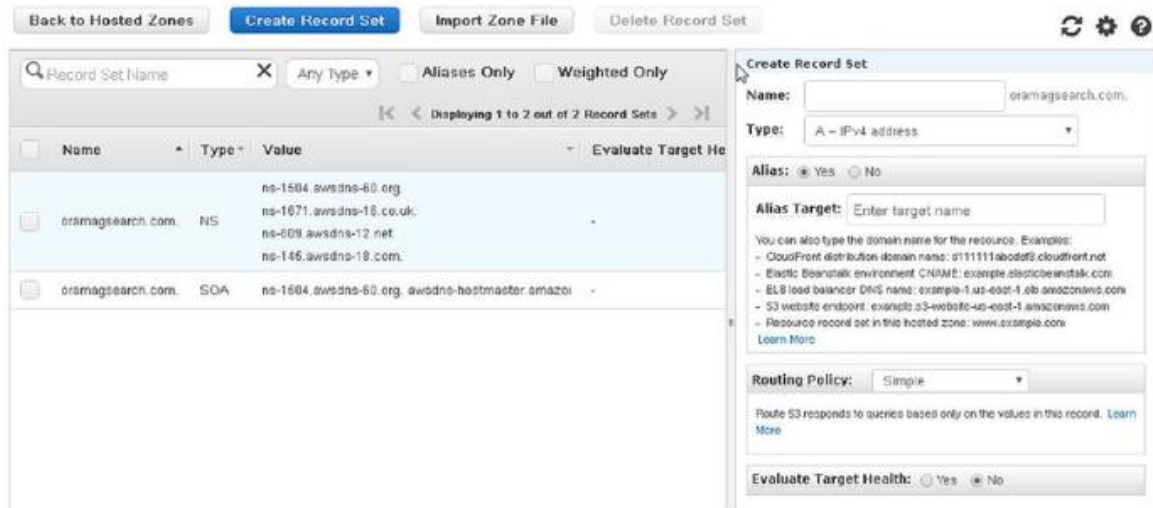 Back to Hosted Zones Create Record Set Import Zone File Delete Record Set
Record Set Name Any Type Aliases Only Weighted Only
Displaying 1 to 2 out of 2 Record Sets
Name Type Value Evaluate Target He
oramagsearch.com. NS
ns-1504.awsdns-60.org.
ns-1671.awsdns-16.co.uk.
ns-609.awsdns-12.net.
ns-146.awsdns-18.com.
-
oramagsearch.com. SOA ns-1504.awsdns-60.org. awsdns-hostmaster.amazon -
Create Record Set
Name: oramagsearch.com.
Type: A – IPv4 address
Alias: Yes No
Alias Target: Enter target name
You can also type the domain name for the resource. Examples:
– CloudFront distribution domain name: d111111abcdef8.cloudfront.net
– Elastic Beanstalk environment CNAME: example.elasticbeanstalk.com
– ELB load balancer DNS name: example-1.us-east-1.elb.amazonaws.com
– S3 website endpoint: example.s3-website-us-east-1.amazonaws.com
– Resource record set in this hosted zone: www.example.com
Learn More
Routing Policy: Simple
Route 53 responds to queries based only on the values in this record. Learn
More
Evaluate Target Health: Yes No